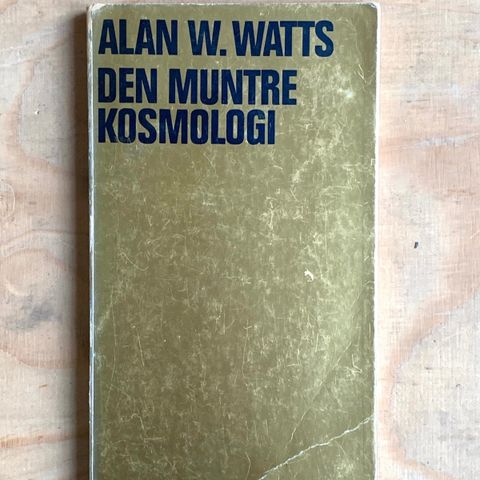 ALAN W. WATTS
DEN MUNTRE
KOSMOLOGI